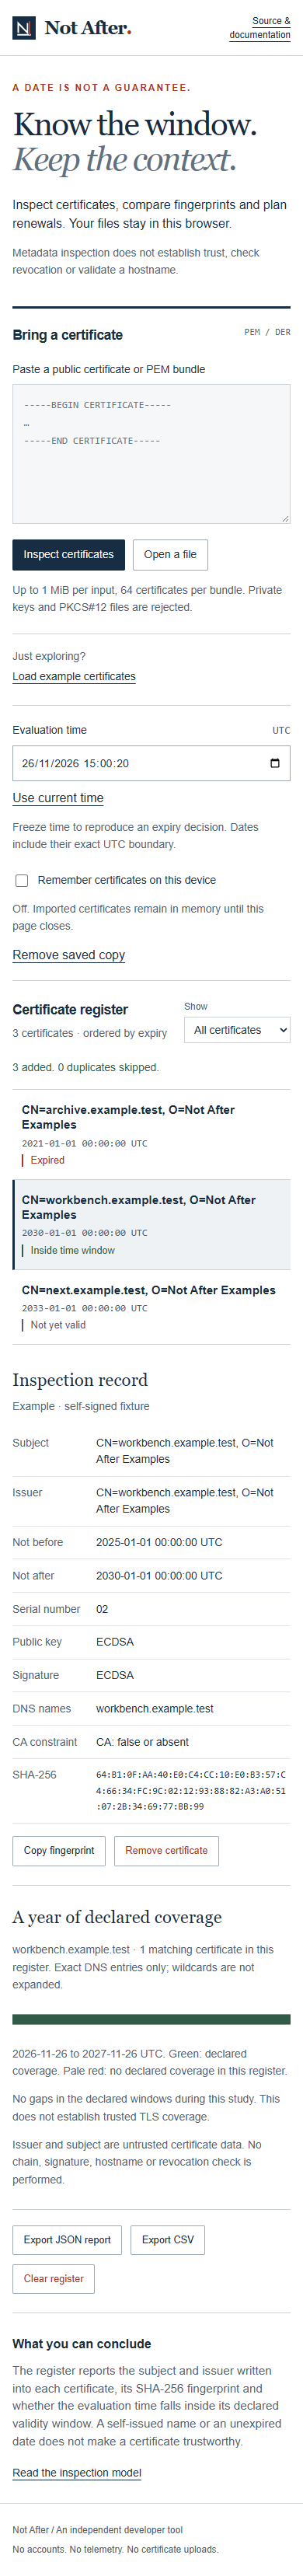 Not After.
Source &
documentation
A DATE IS NOT A GUARANTEE.
Know the window.
Keep the context.
Inspect certificates, compare fingerprints and plan
renewals. Your files stay in this browser.
Metadata inspection does not establish trust, check
revocation or validate a hostname.
Bring a certificate
PEM / DER
Paste a public certificate or PEM bundle
-----BEGIN CERTIFICATE-----
…
-----END CERTIFICATE-----
Inspect certificates
Open a file
Up to 1 MiB per input, 64 certificates per bundle. Private
keys and PKCS#12 files are rejected.
Just exploring?
Load example certificates
Evaluation time
UTC
26/11/2026 15:00:20
Use current time
Freeze time to reproduce an expiry decision. Dates
include their exact UTC boundary.
Remember certificates on this device
Off. Imported certificates remain in memory until this
page closes.
Remove saved copy
Certificate register
3 certificates · ordered by expiry
Show
All certificates
3 added. 0 duplicates skipped.
CN=archive.example.test, O=Not After
Examples
2021-01-01 00:00:00 UTC
Expired
CN=workbench.example.test, O=Not After
Examples
2030-01-01 00:00:00 UTC
Inside time window
CN=next.example.test, O=Not After Examples
2033-01-01 00:00:00 UTC
Not yet valid
Inspection record
Example · self-signed fixture
Subject
CN=workbench.example.test, O=Not
After Examples
Issuer
CN=workbench.example.test, O=Not
After Examples
Not before
2025-01-01 00:00:00 UTC
Not after
2030-01-01 00:00:00 UTC
Serial number
02
Public key
ECDSA
Signature
ECDSA
DNS names
workbench.example.test
CA constraint
CA: false or absent
SHA-256
64:B1:0F:AA:40:E0:C4:CC:10:E0:B3:57:C
4:66:34:FC:9C:02:12:93:88:82:A3:A0:51
:07:2B:34:69:77:BB:99
Copy fingerprint
Remove certificate
A year of declared coverage
workbench.example.test · 1 matching certificate in this
register. Exact DNS entries only; wildcards are not
expanded.
2026-11-26 to 2027-11-26 UTC. Green: declared
coverage. Pale red: no declared coverage in this register.
No gaps in the declared windows during this study. This
does not establish trusted TLS coverage.
Issuer and subject are untrusted certificate data. No
chain, signature, hostname or revocation check is
performed.
Export JSON report
Export CSV
Clear register
What you can conclude
The register reports the subject and issuer written
into each certificate, its SHA-256 fingerprint and
whether the evaluation time falls inside its declared
validity window. A self-issued name or an unexpired
date does not make a certificate trustworthy.
Read the inspection model
Not After / An independent developer tool
No accounts. No telemetry. No certificate uploads.